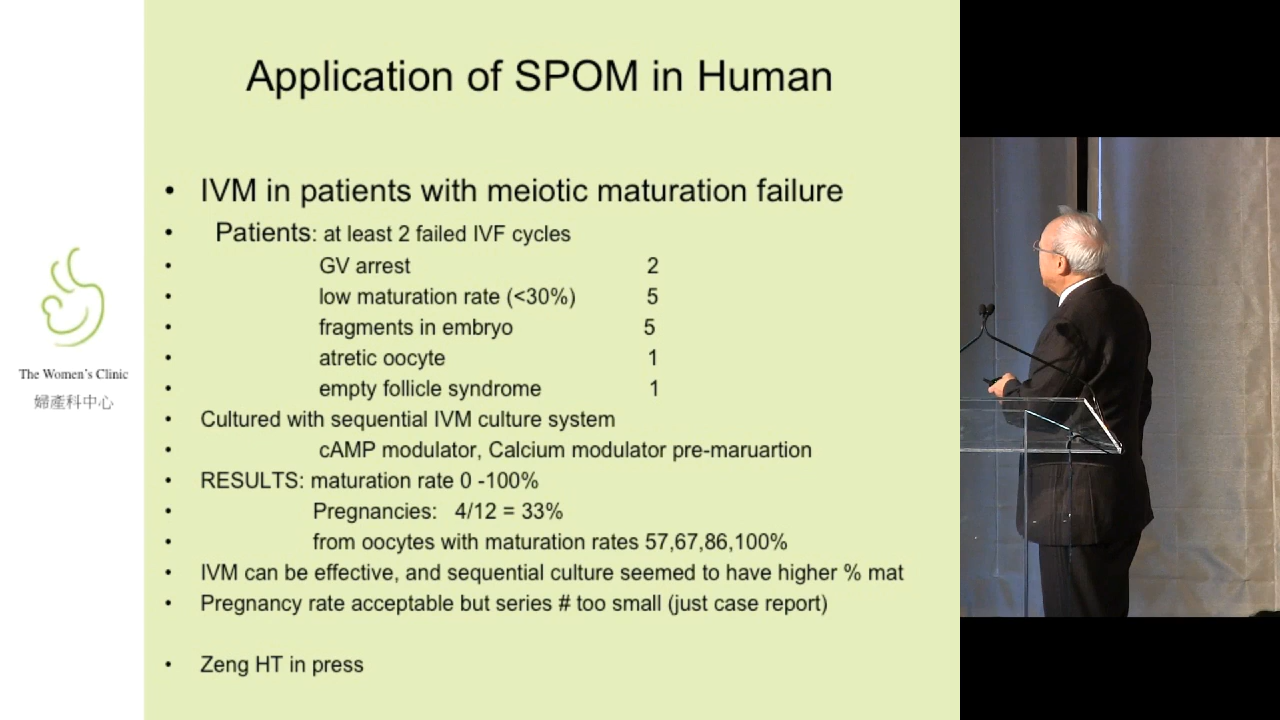 Application of SPOM in Human
• IVM in patients with meiotic maturation failure
• Patients: at least 2 failed IVF cycles
• GV arrest 2
• low maturation rate (<30%) 5
• fragments in embryo 5
• atretic oocyte 1
• empty follicle syndrome 1
• Cultured with sequential IVM culture system
• cAMP modulator, Calcium modulator pre-maruartion
• RESULTS: maturation rate 0 -100%
• Pregnancies: 4/12 = 33%
• from oocytes with maturation rates 57,67,86,100%
• IVM can be effective, and sequential culture seemed to have higher % mat
• Pregnancy rate acceptable but series # too small (just case report)
• Zeng HT in press
The Women's Clinic
婦產科中心